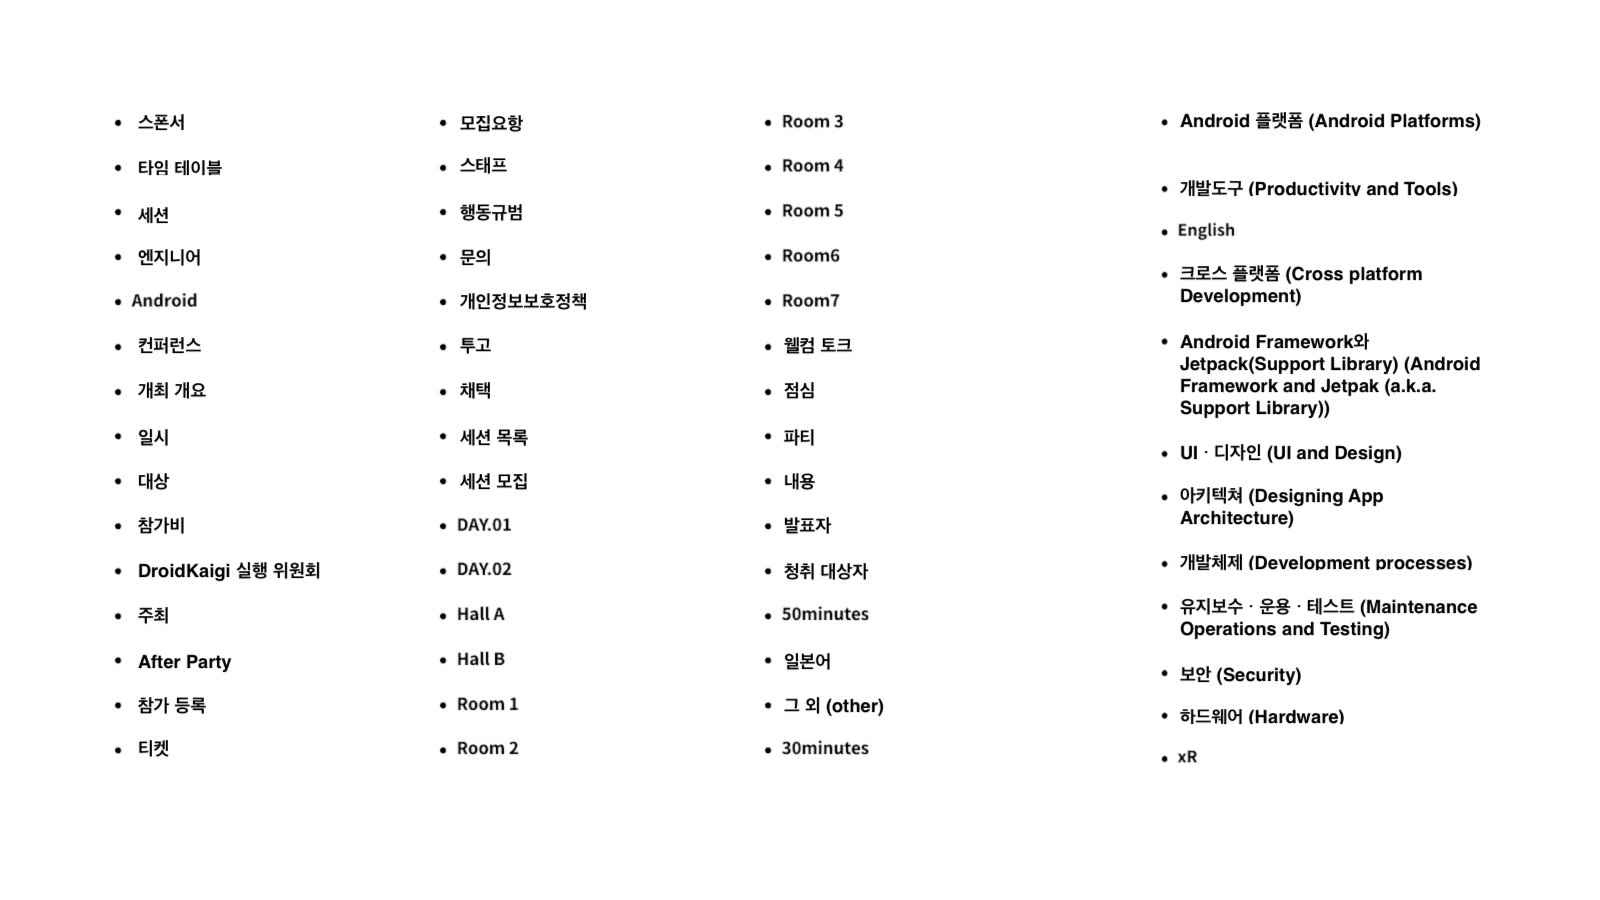 • 스폰서
• 타임 테이블
• 세션
• 엔지니어
• Android
• 컨퍼런스
• 개최 개요
• 일시
• 대상
• 참가비
• DroidKaigi 실행 위원회
• 주최
• After Party
• 참가 등록
• 티켓
• 모집요항
• 스태프
• 행동규범
• 문의
• 개인정보보호정책
• 투고
• 채택
• 세션 목록
• 세션 모집
• DAY.01
• DAY.02
• Hall A
• Hall B
• Room 1
• Room 2
• Room 3
• Room 4
• Room 5
• Room6
• Room7
• 웰컴 토크
• 점심
• 파티
• 내용
• 발표자
• 청취 대상자
• 50minutes
• 일본어
• 그 외 (other)
• 30minutes
• Android 플랫폼 (Android Platforms)
• 개발도구 (Productivity and Tools)
• English
• 크로스 플랫폼 (Cross platform
Development)
• Android Framework와
Jetpack(Support Library) (Android
Framework and Jetpak (a.k.a.
Support Library))
• UI · 디자인 (UI and Design)
• 아키텍쳐 (Designing App
Architecture)
• 개발체제 (Development processes)
• 유지보수 · 운용 · 테스트 (Maintenance
Operations and Testing)
• 보안 (Security)
• 하드웨어 (Hardware)
• xR